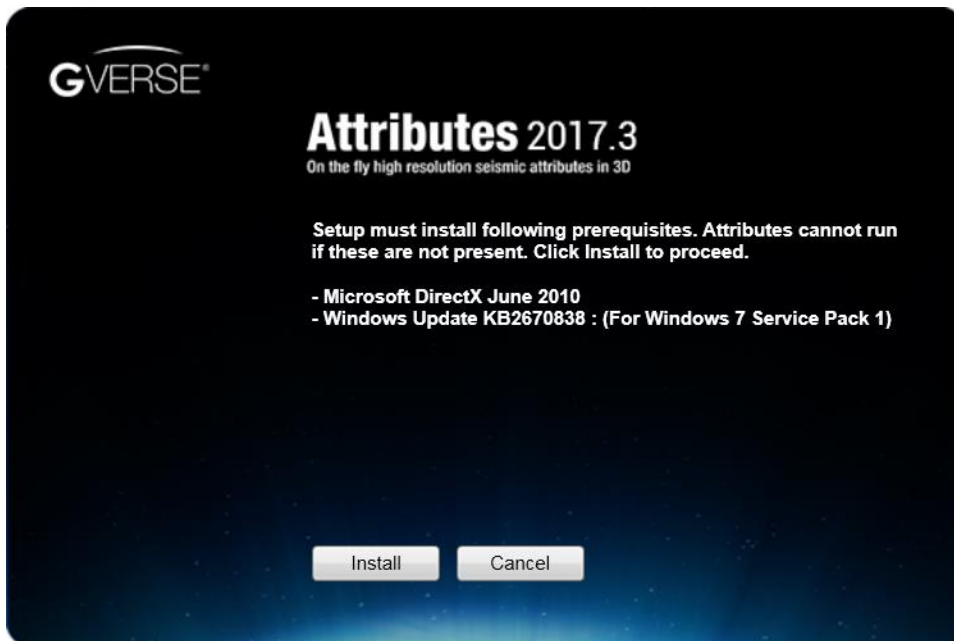 GVERSE®
Attributes 2017.3
On the fly high resolution seismic attributes in 3D
Setup must install following prerequisites. Attributes cannot run
if these are not present. Click Install to proceed.
- Microsoft DirectX June 2010
- Windows Update KB2670838 : (For Windows 7 Service Pack 1)
Install Cancel